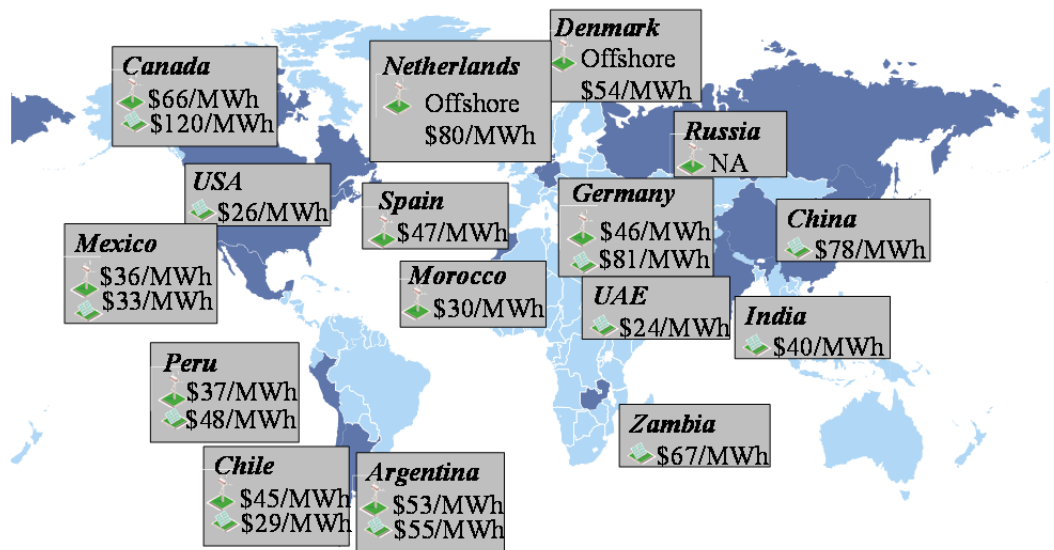 Denmark
Offshore
$54/MWh
Canada
$66/MWh
$120/MWh
Netherlands
Offshore
$80/MWh
Russia
NA
USA
$26/MWh
Spain
$47/MWh
Germany
$46/MWh
$81/MWh
China
$78/MWh
Mexico
$36/MWh
$33/MWh
Morocco
$30/MWh
UAE
$24/MWh
India
$40/MWh
Peru
$37/MWh
$48/MWh
Zambia
$67/MWh
Chile
$45/MWh
$29/MWh
Argentina
$53/MWh
$55/MWh